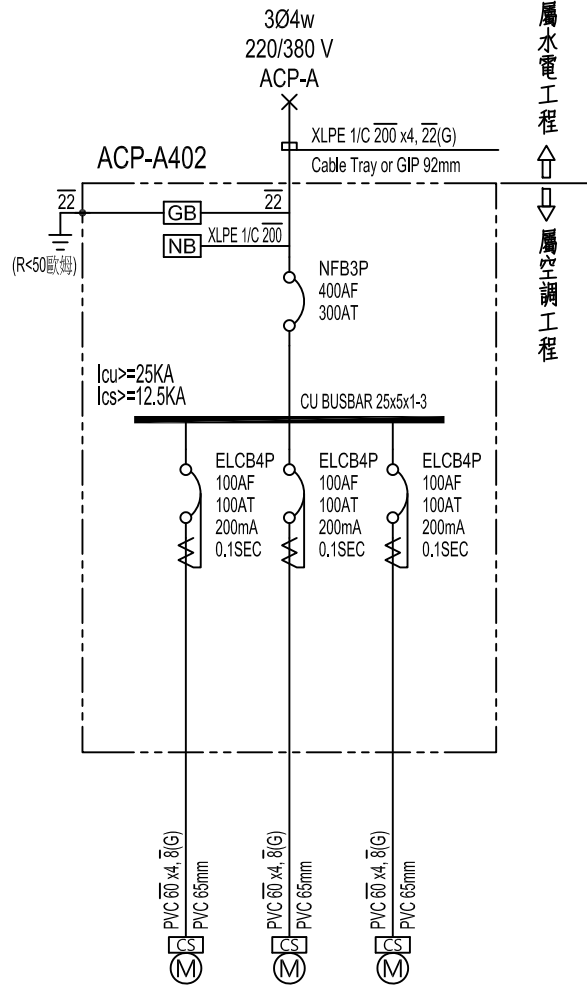 3Ø4w
220/380 V
ACP-A
XLPE 1/C 200 x4, 22(G)
Cable Tray or GIP 92mm
屬水電工程
屬空調工程
ACP-A402
22
GB
22
NB
XLPE 1/C 200
(R<50歐姆)
NFB3P
400AF
300AT
Icu>=25KA
Ics>=12.5KA
CU BUSBAR 25x5x1-3
ELCB4P
100AF
100AT
200mA
0.1SEC
ELCB4P
100AF
100AT
200mA
0.1SEC
ELCB4P
100AF
100AT
200mA
0.1SEC
PVC 60 x4, 8(G)
PVC 65mm
PVC 60 x4, 8(G)
PVC 65mm
PVC 60 x4, 8(G)
PVC 65mm
CS
M
CS
M
CS
M